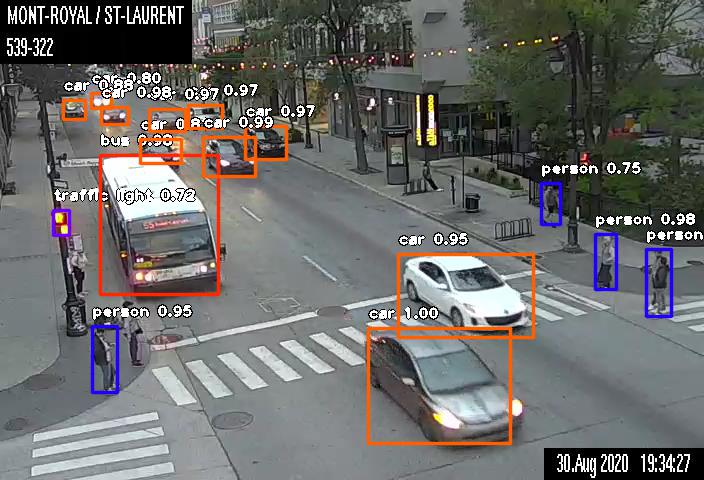 MONT-ROYAL / ST-LAURENT
539-322
car 0.80
car 0.98
car 0.97
car 0.97
car 0.97
car 0.99
bus 0.98
person 0.75
traffic light 0.72
person 0.98
person
car 0.95
person 0.95
car 1.00
30.Aug 2020 19:34:27